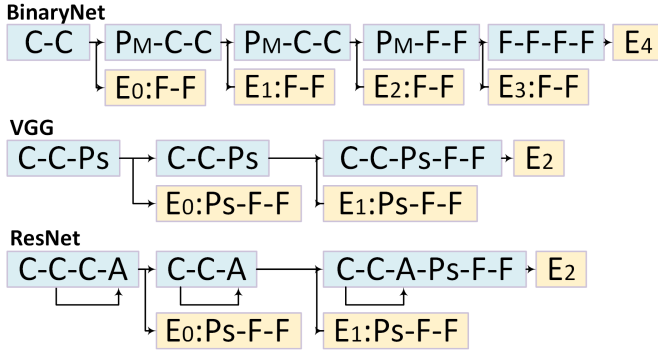 BinaryNet
C-C PM-C-C PM-C-C PM-F-F F-F-F-F E4
E0:F-F E1:F-F E2:F-F E3:F-F
VGG
C-C-Ps C-C-Ps C-C-Ps-F-F E2
E0:Ps-F-F E1:Ps-F-F
ResNet
C-C-C-A C-C-A C-C-A-Ps-F-F E2
E0:Ps-F-F E1:Ps-F-F